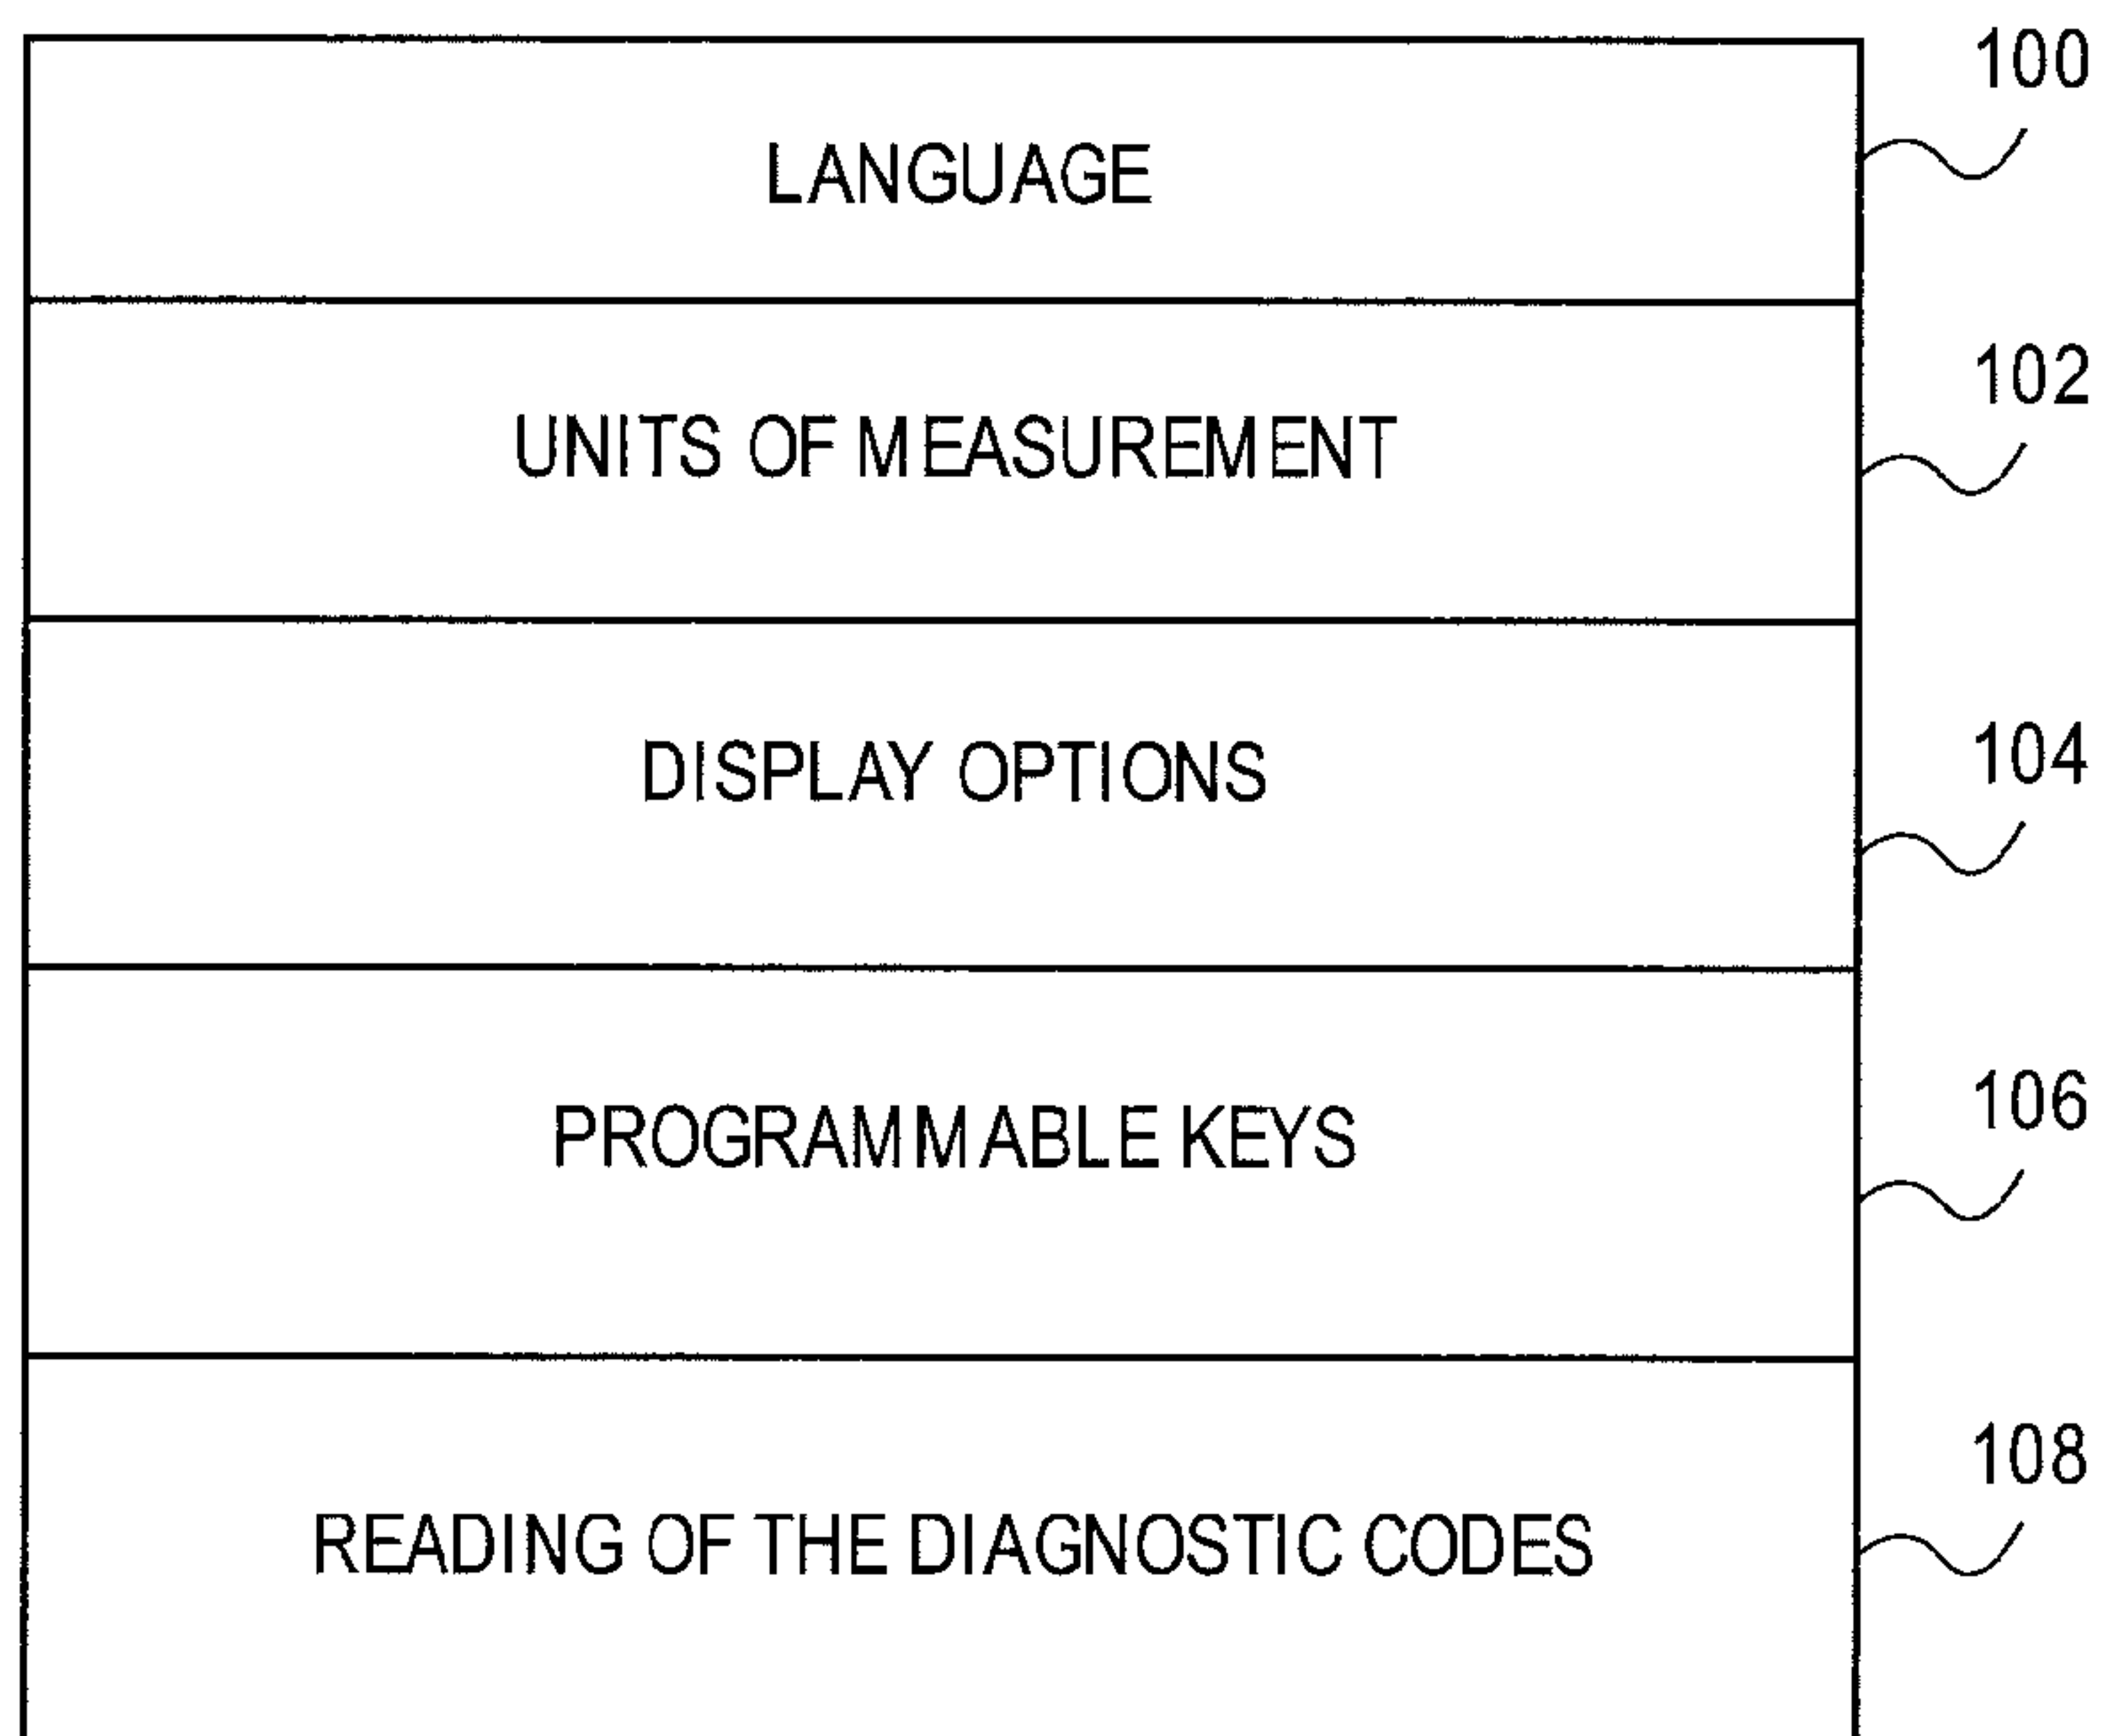 100
LANGUAGE
102
UNITS OF MEASUREMENT
104
DISPLAY OPTIONS
106
PROGRAMMABLE KEYS
108
READING OF THE DIAGNOSTIC CODES